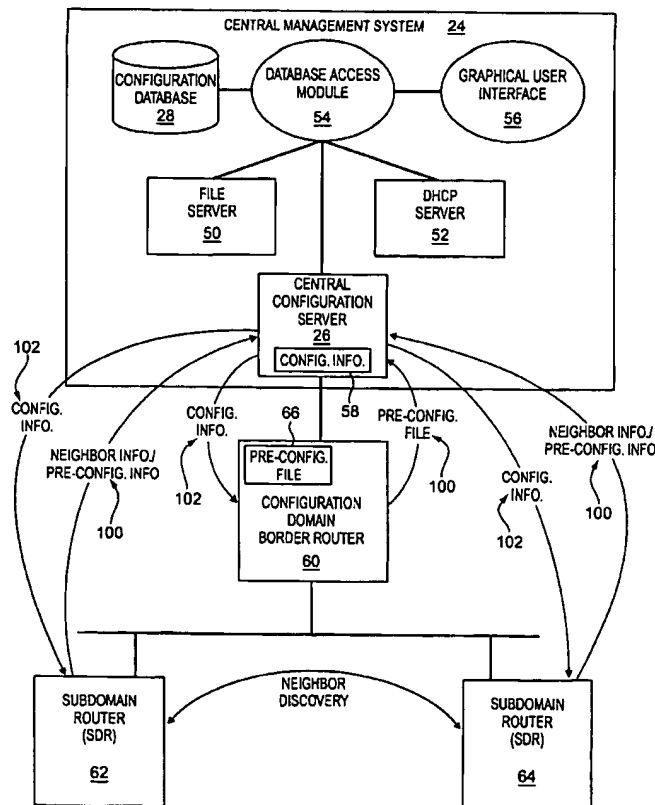 CENTRAL MANAGEMENT SYSTEM 24
CONFIGURATION
DATABASE
28
DATABASE ACCESS
MODULE
54
GRAPHICAL USER
INTERFACE
56
FILE
SERVER
50
DHCP
SERVER
52
CENTRAL
CONFIGURATION
SERVER
26
CONFIG. INFO.
58
102
CONFIG.
INFO.
NEIGHBOR INFO./
PRE-CONFIG. INFO
100
CONFIG.
INFO.
102
66
PRE-CONFIG.
FILE
CONFIGURATION
DOMAIN
BORDER ROUTER
60
PRE-CONFIG.
FILE
100
CONFIG.
INFO.
102
NEIGHBOR INFO./
PRE-CONFIG. INFO
100
SUBDOMAIN
ROUTER
(SDR)
62
NEIGHBOR
DISCOVERY
SUBDOMAIN
ROUTER
(SDR)
64